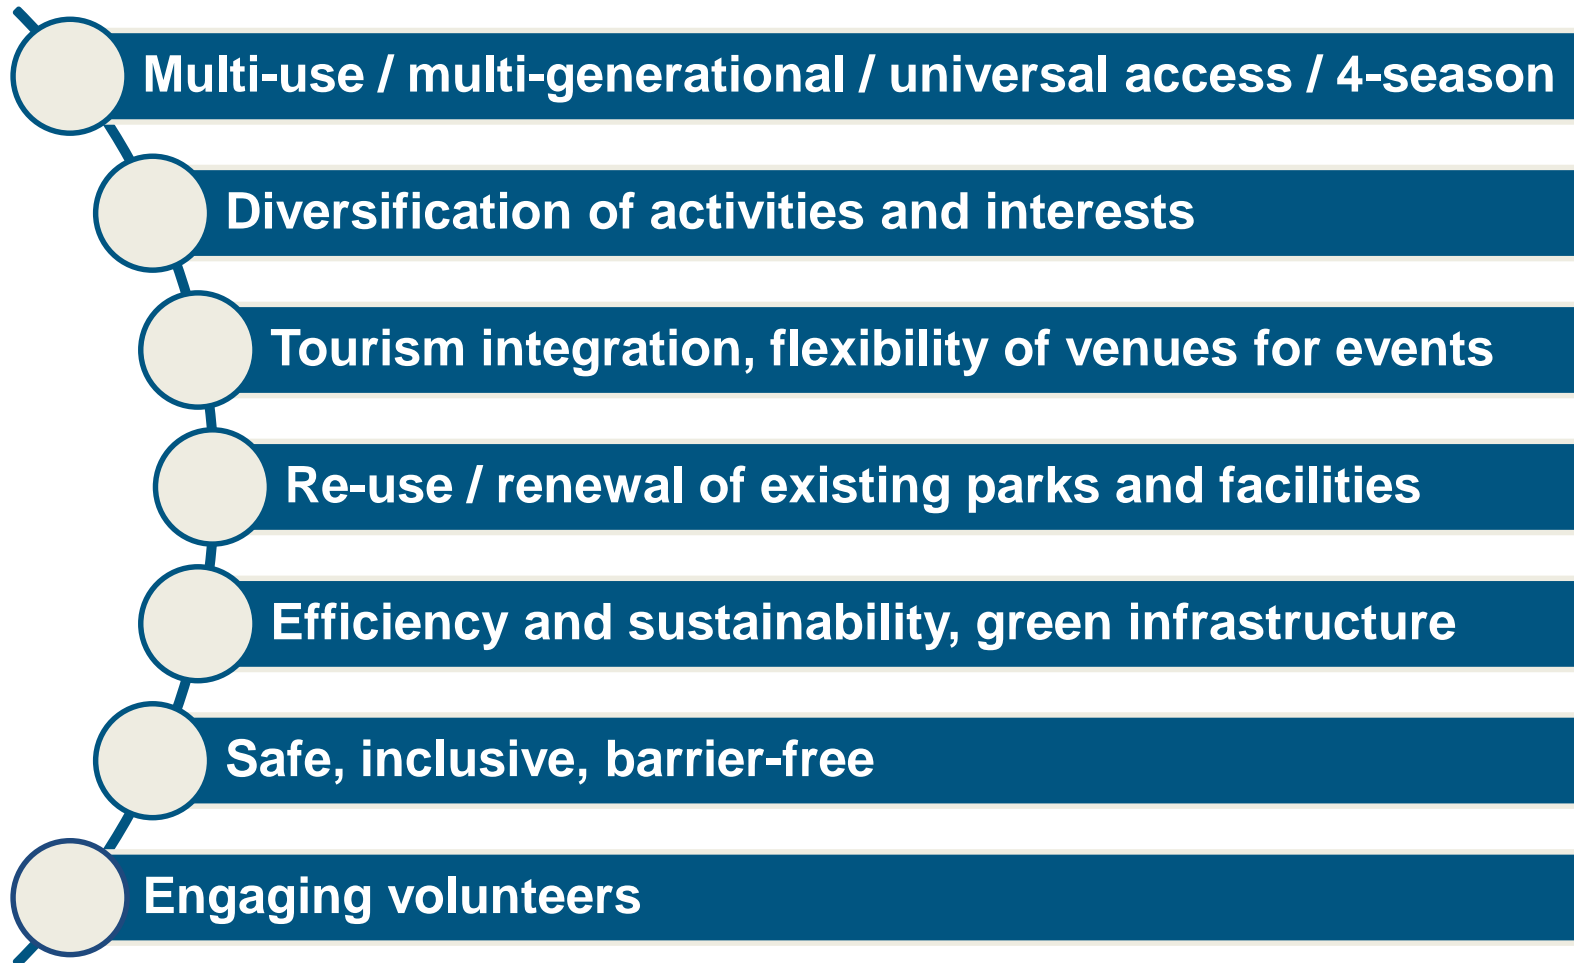 Multi-use / multi-generational / universal access / 4-season
Diversification of activities and interests
Tourism integration, flexibility of venues for events
Re-use / renewal of existing parks and facilities
Efficiency and sustainability, green infrastructure
Safe, inclusive, barrier-free
Engaging volunteers